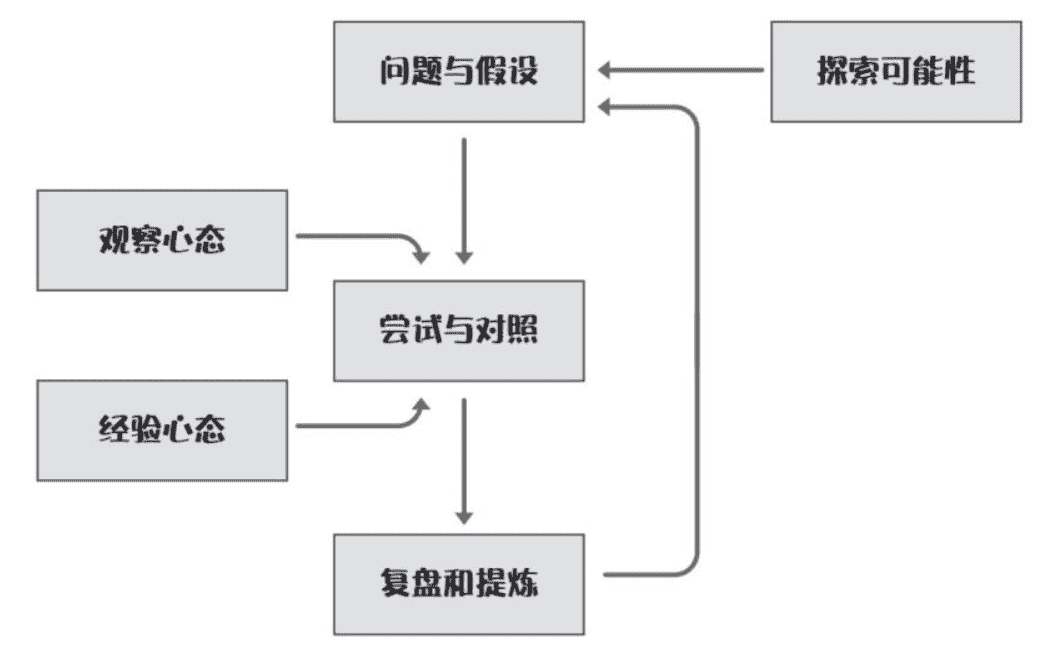 问题与假设
探索可能性
观察心态
尝试与对照
经验心态
复盘和提炼